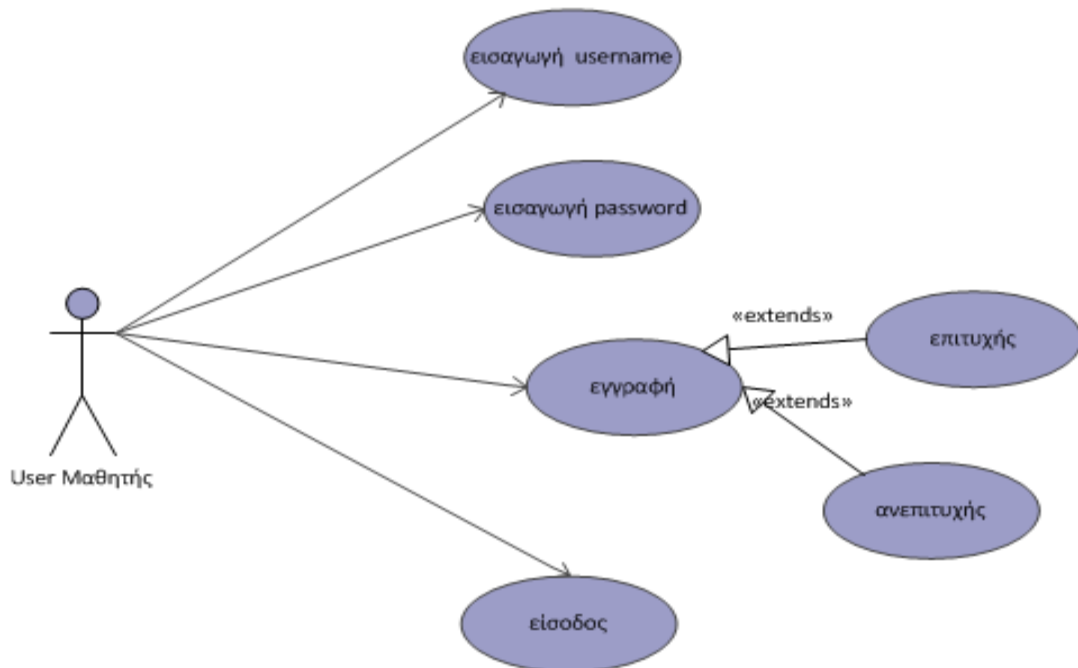 εισαγωγή username
εισαγωγή password
«extends»
επιτυχής
εγγραφή
«extends»
User Μαθητής
ανεπιτυχής
είσοδος